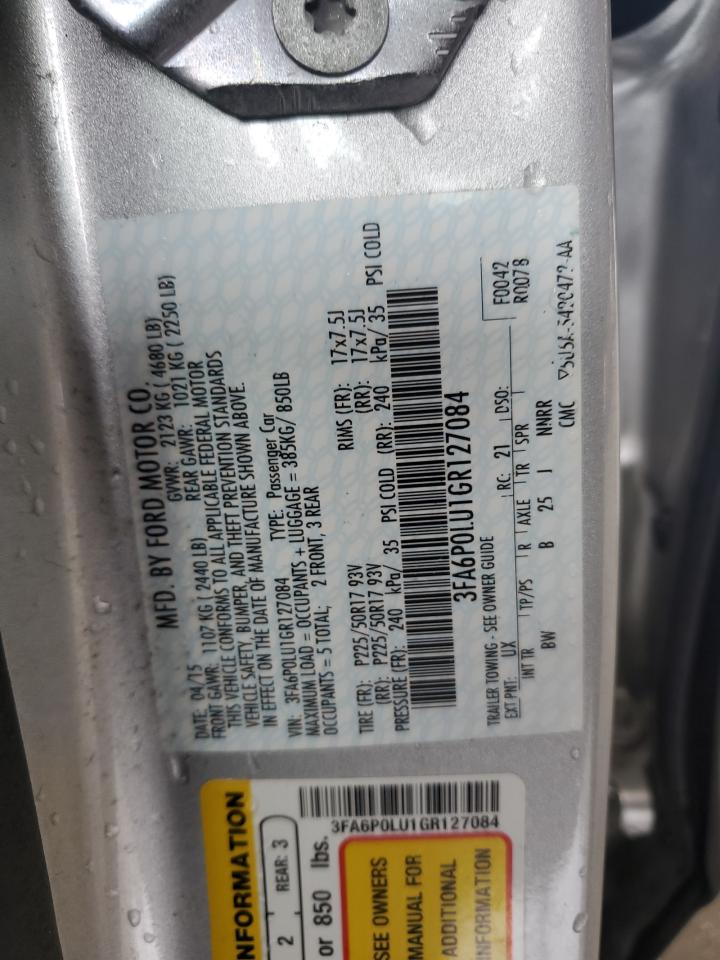 MFD. BY FORD MOTOR CO.
DATE: 04/15 GVWR: 2123 KG ( 4680 LB)
FRONT GAWR: 1107 KG ( 2440 LB) REAR GAWR: 1021 KG ( 2250 LB)
THIS VEHICLE CONFORMS TO ALL APPLICABLE FEDERAL MOTOR
VEHICLE SAFETY, BUMPER, AND THEFT PREVENTION STANDARDS
IN EFFECT ON THE DATE OF MANUFACTURE SHOWN ABOVE.
VIN: 3FA6P0LU1GR127084 TYPE: Passenger Car
MAXIMUM LOAD = OCCUPANTS + LUGGAGE = 385KG/ 850LB
OCCUPANTS = 5 TOTAL; 2 FRONT, 3 REAR
TIRE (FR): P225/50R17 93V RIMS (FR): 17x7.5J
(RR): P225/50R17 93V (RR): 17x7.5J
PRESSURE (FR): 240 kPa/ 35 PSI COLD (RR): 240 kPa/ 35 PSI COLD
3FA6P0LU1GR127084
TRAILER TOWING - SEE OWNER GUIDE
F0042
R0078
EXT PNT: UX RC: 21 DSO:
INT TR TP/PS R AXLE TR SPR
BW B 25 J NNRR
CMC
INFORMATION
2 REAR: 3
or 850 lbs.
3FA6P0LU1GR127084
SEE OWNERS
MANUAL FOR
ADDITIONAL
INFORMATION